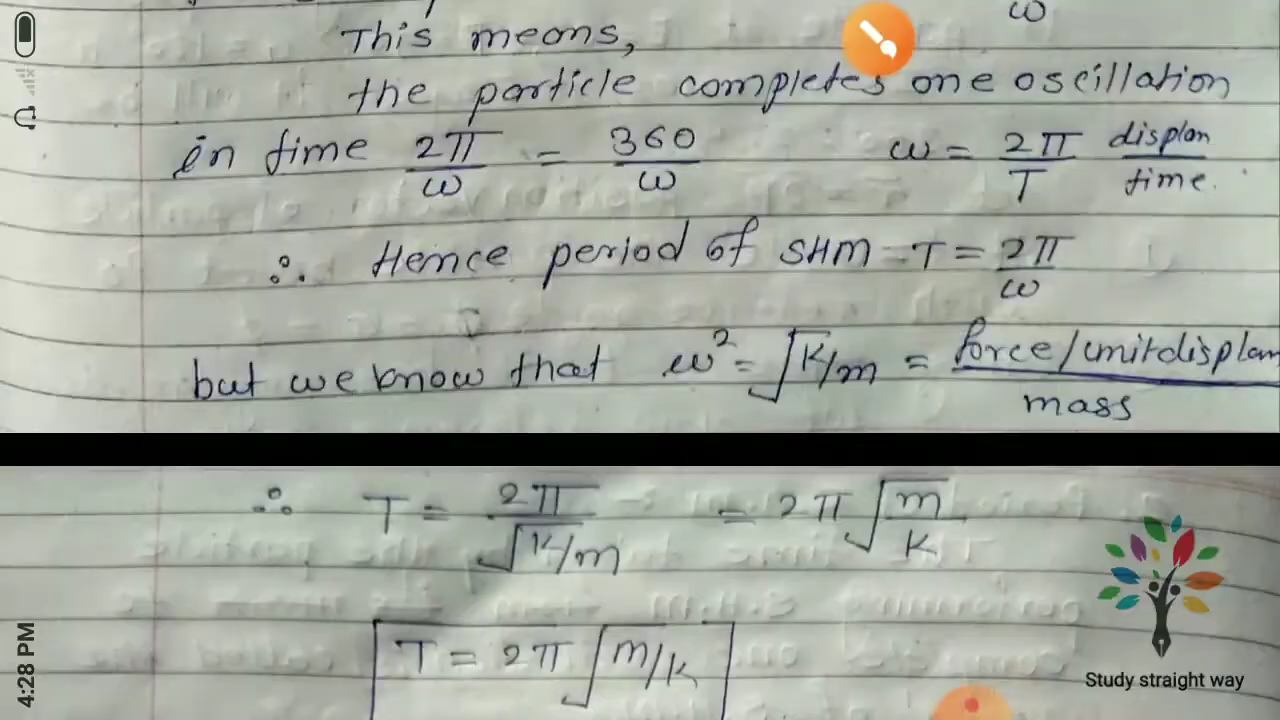 ω
This means,
the particle completes one oscillation
in time 2π/ω = 360/ω    ω = 2π/T displan/time.
∴ Hence period of SHM T = 2π/ω
but we know that ω² = √K/m = force/unit displan/mass
∴ T = 2π/√K/m = 2π√m/K
T = 2π√m/K
Study straight way
4:28 PM